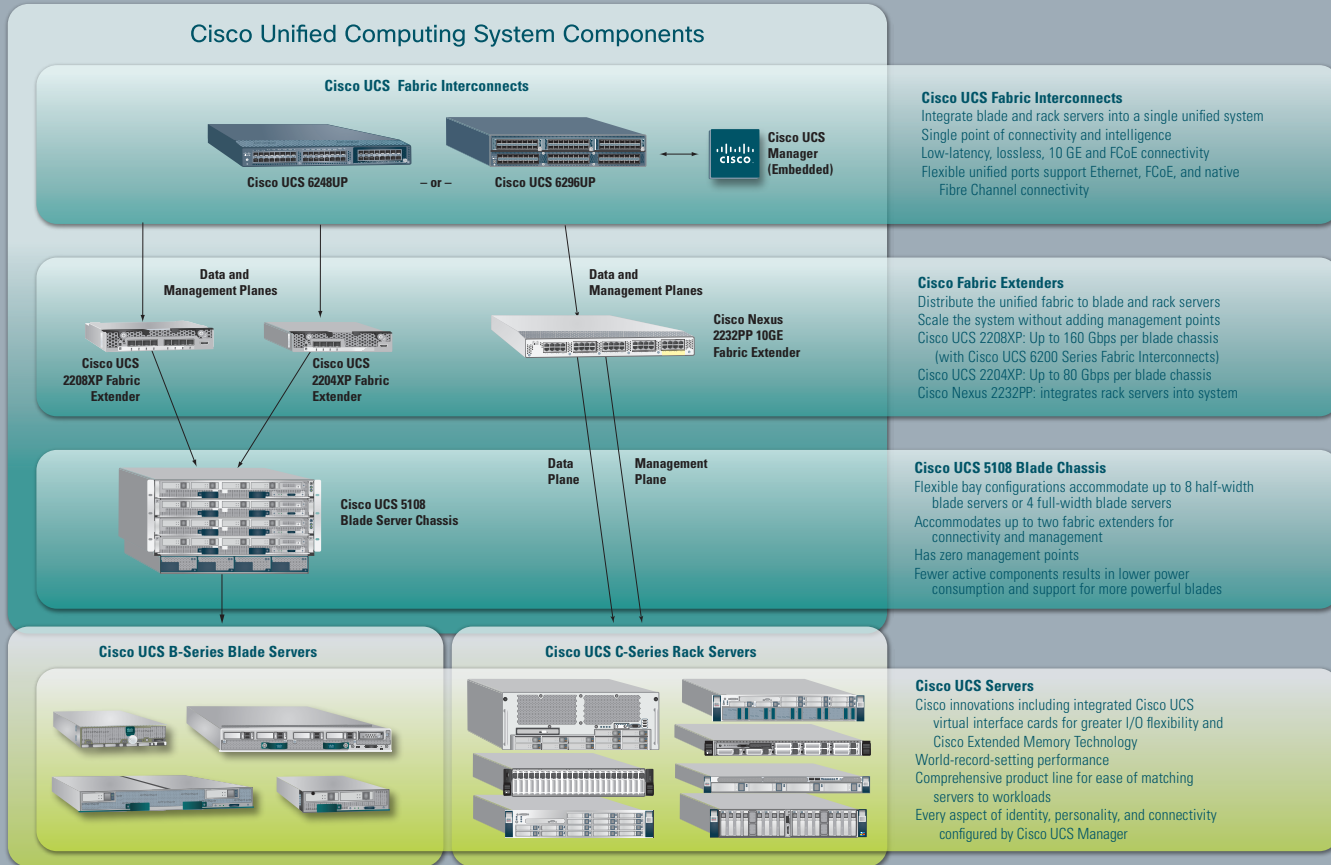 Cisco Unified Computing System Components
Cisco UCS Fabric Interconnects
CISCO
Cisco UCS
Manager
(Embedded)
Cisco UCS 6248UP
– or –
Cisco UCS 6296UP
Cisco UCS Fabric Interconnects
Integrate blade and rack servers into a single unified system
Single point of connectivity and intelligence
Low-latency, lossless, 10 GE and FCoE connectivity
Flexible unified ports support Ethernet, FCoE, and native
Fibre Channel connectivity
Data and
Management Planes
Data and
Management Planes
Cisco UCS
2208XP Fabric
Extender
Cisco UCS
2204XP Fabric
Extender
Cisco Nexus
2232PP 10GE
Fabric Extender
Cisco Fabric Extenders
Distribute the unified fabric to blade and rack servers
Scale the system without adding management points
Cisco UCS 2208XP: Up to 160 Gbps per blade chassis
(with Cisco UCS 6200 Series Fabric Interconnects)
Cisco UCS 2204XP: Up to 80 Gbps per blade chassis
Cisco Nexus 2232PP: integrates rack servers into system
Data
Plane
Management
Plane
Cisco UCS 5108
Blade Server Chassis
Cisco UCS 5108 Blade Chassis
Flexible bay configurations accommodate up to 8 half-width
blade servers or 4 full-width blade servers
Accommodates up to two fabric extenders for
connectivity and management
Has zero management points
Fewer active components results in lower power
consumption and support for more powerful blades
Cisco UCS B-Series Blade Servers
Cisco UCS C-Series Rack Servers
Cisco UCS Servers
Cisco innovations including integrated Cisco UCS
virtual interface cards for greater I/O flexibility and
Cisco Extended Memory Technology
World-record-setting performance
Comprehensive product line for ease of matching
servers to workloads
Every aspect of identity, personality, and connectivity
configured by Cisco UCS Manager